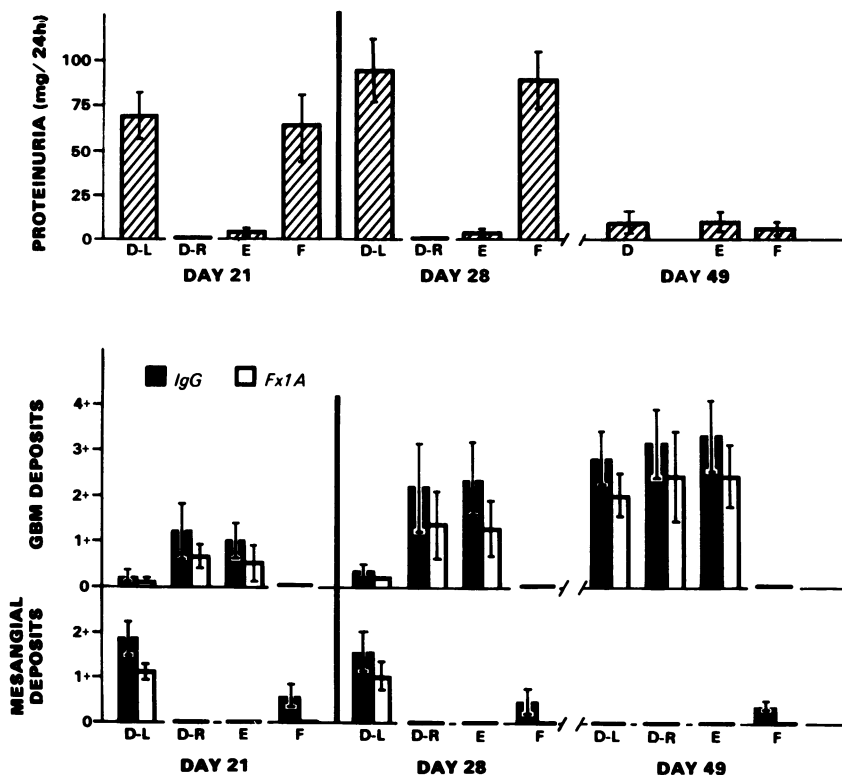 PROTEINURIA (mg/24h)
100
75
50
25
0
D-L D-R E F D-L D-R E F D E F
DAY 21 DAY 28 DAY 49
IgG Fx1A
GBM DEPOSITS
4+
3+
2+
1+
0
MESANGIAL
DEPOSITS
2+
1+
0
D-L D-R E F D-L D-R E F D-L D-R E F
DAY 21 DAY 28 DAY 49